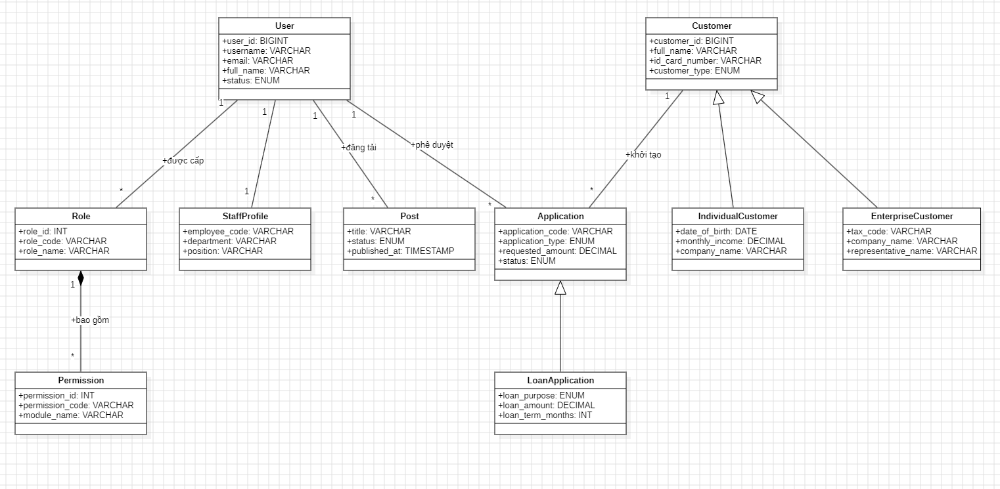 User
+user_id: BIGINT
+username: VARCHAR
+email: VARCHAR
+full_name: VARCHAR
+status: ENUM
Customer
+customer_id: BIGINT
+full_name: VARCHAR
+id_card_number: VARCHAR
+customer_type: ENUM
1
1
1
1
1
+được cấp
+đăng tải
+phê duyệt
+khởi tạo
*
1
*
*
*
Role
+role_id: INT
+role_code: VARCHAR
+role_name: VARCHAR
StaffProfile
+employee_code: VARCHAR
+department: VARCHAR
+position: VARCHAR
Post
+title: VARCHAR
+status: ENUM
+published_at: TIMESTAMP
Application
+application_code: VARCHAR
+application_type: ENUM
+requested_amount: DECIMAL
+status: ENUM
IndividualCustomer
+date_of_birth: DATE
+monthly_income: DECIMAL
+company_name: VARCHAR
EnterpriseCustomer
+tax_code: VARCHAR
+company_name: VARCHAR
+representative_name: VARCHAR
1
+bao gồm
*
Permission
+permission_id: INT
+permission_code: VARCHAR
+module_name: VARCHAR
LoanApplication
+loan_purpose: ENUM
+loan_amount: DECIMAL
+loan_term_months: INT